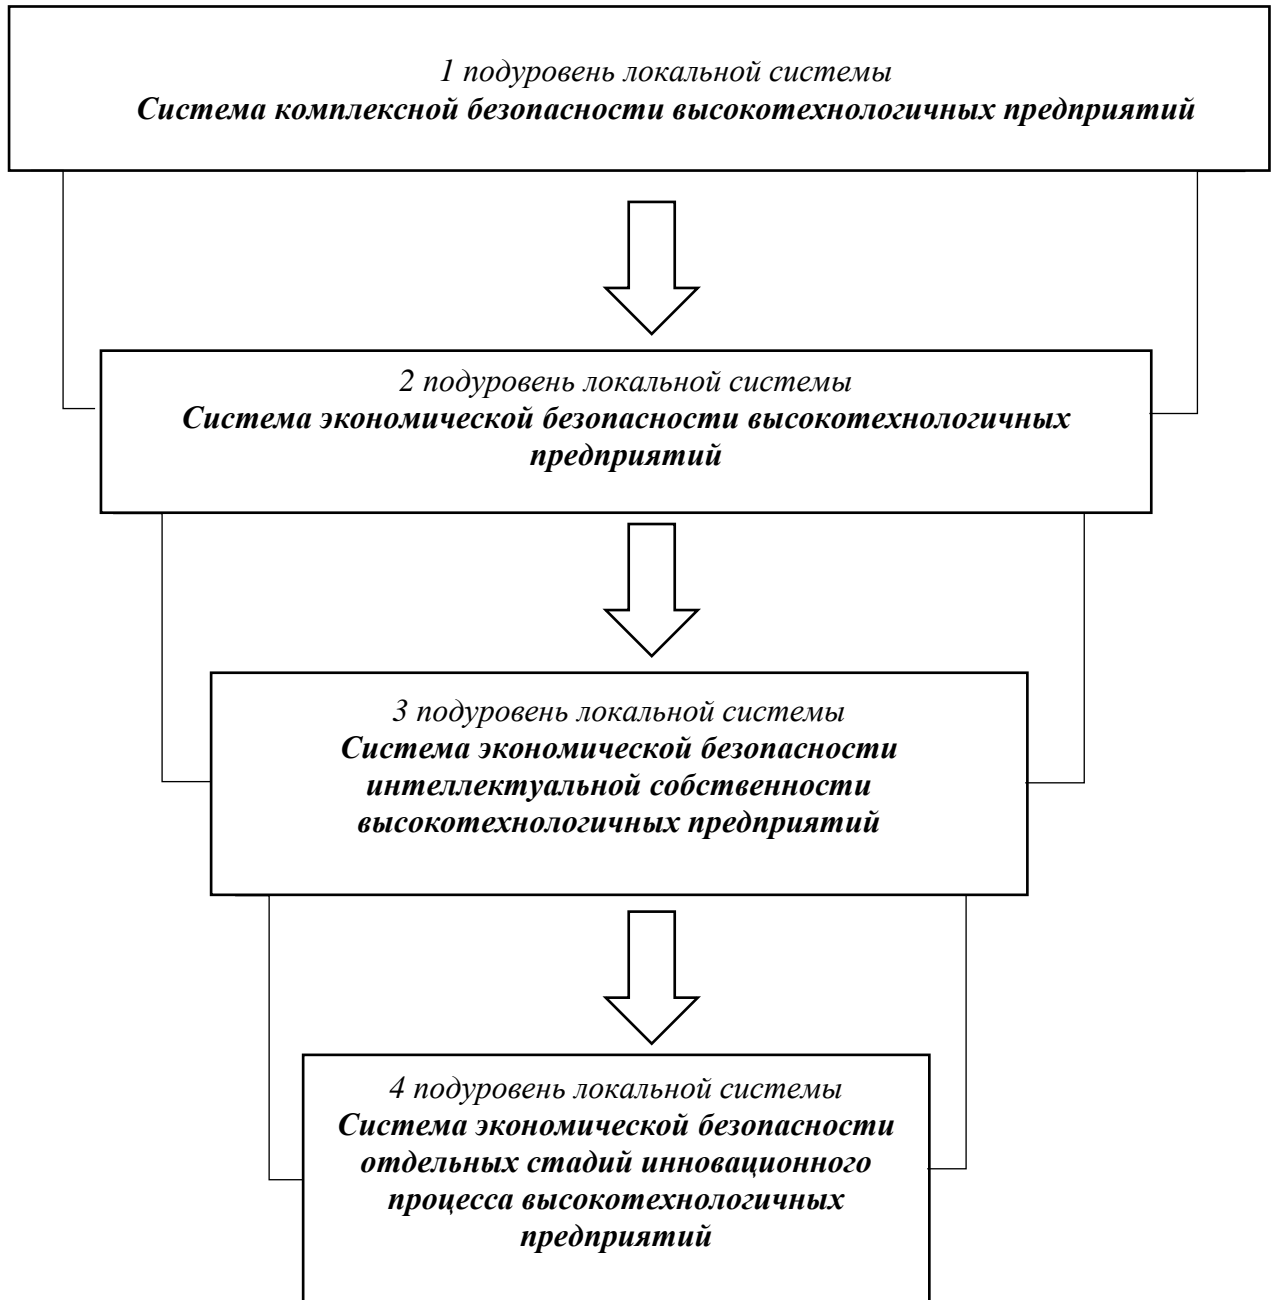 1 подуровень локальной системы
Система комплексной безопасности высокотехнологичных предприятий
2 подуровень локальной системы
Система экономической безопасности высокотехнологичных
предприятий
3 подуровень локальной системы
Система экономической безопасности
интеллектуальной собственности
высокотехнологичных предприятий
4 подуровень локальной системы
Система экономической безопасности
отдельных стадий инновационного
процесса высокотехнологичных
предприятий